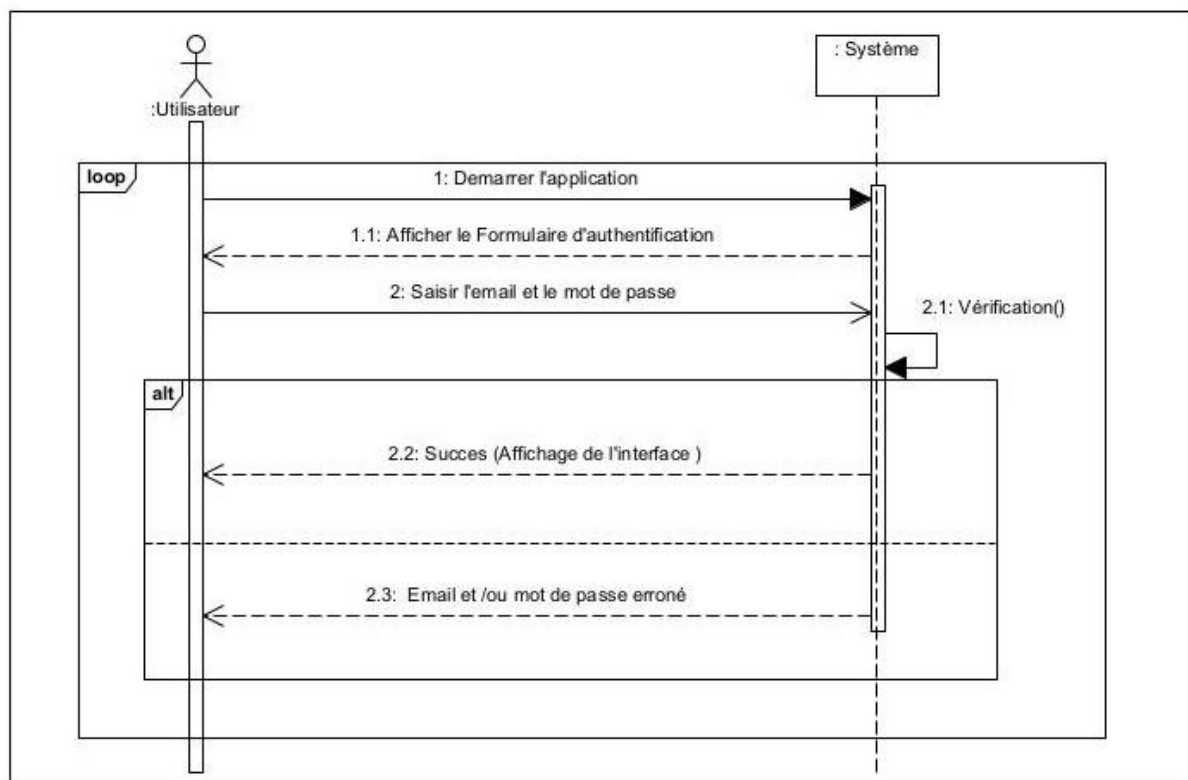 : Système
:Utilisateur
loop
1: Demarrer l'application
1.1: Afficher le Formulaire d'authentification
2: Saisir l'email et le mot de passe
2.1: Vérification()
alt
2.2: Succes (Affichage de l'interface )
2.3: Email et /ou mot de passe erroné